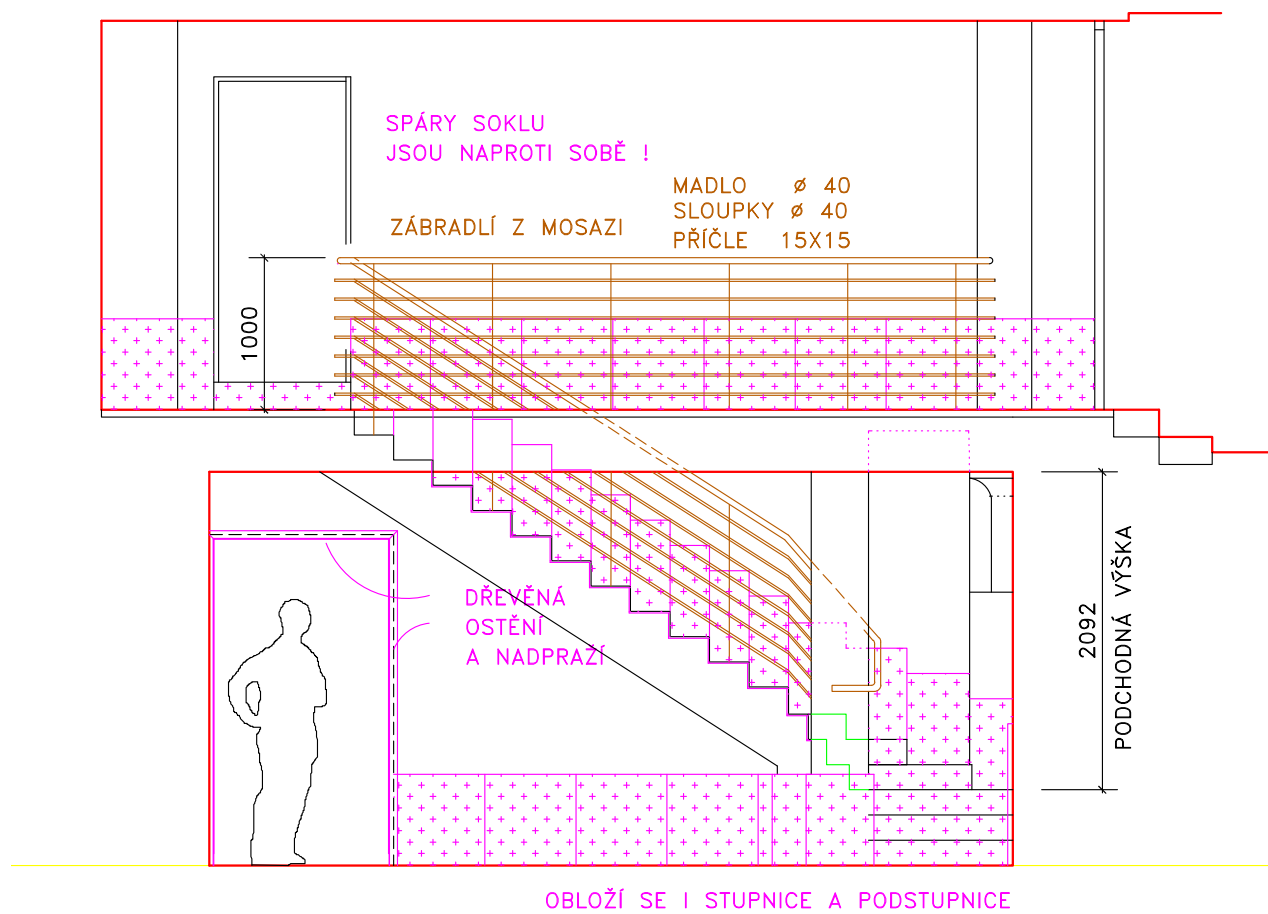 SPÁRY SOKLU
JSOU NAPROTI SOBĚ !
ZÁBRADLÍ Z MOSAZI
MADLO ø 40
SLOUPKY ø 40
PŘÍČLE 15X15
1000
DŘEVĚNÁ
OSTĚNÍ
A NADPRAŽÍ
2092
PODCHODNÁ VÝŠKA
OBLOŽÍ SE I STUPNICE A PODSTUPNICE